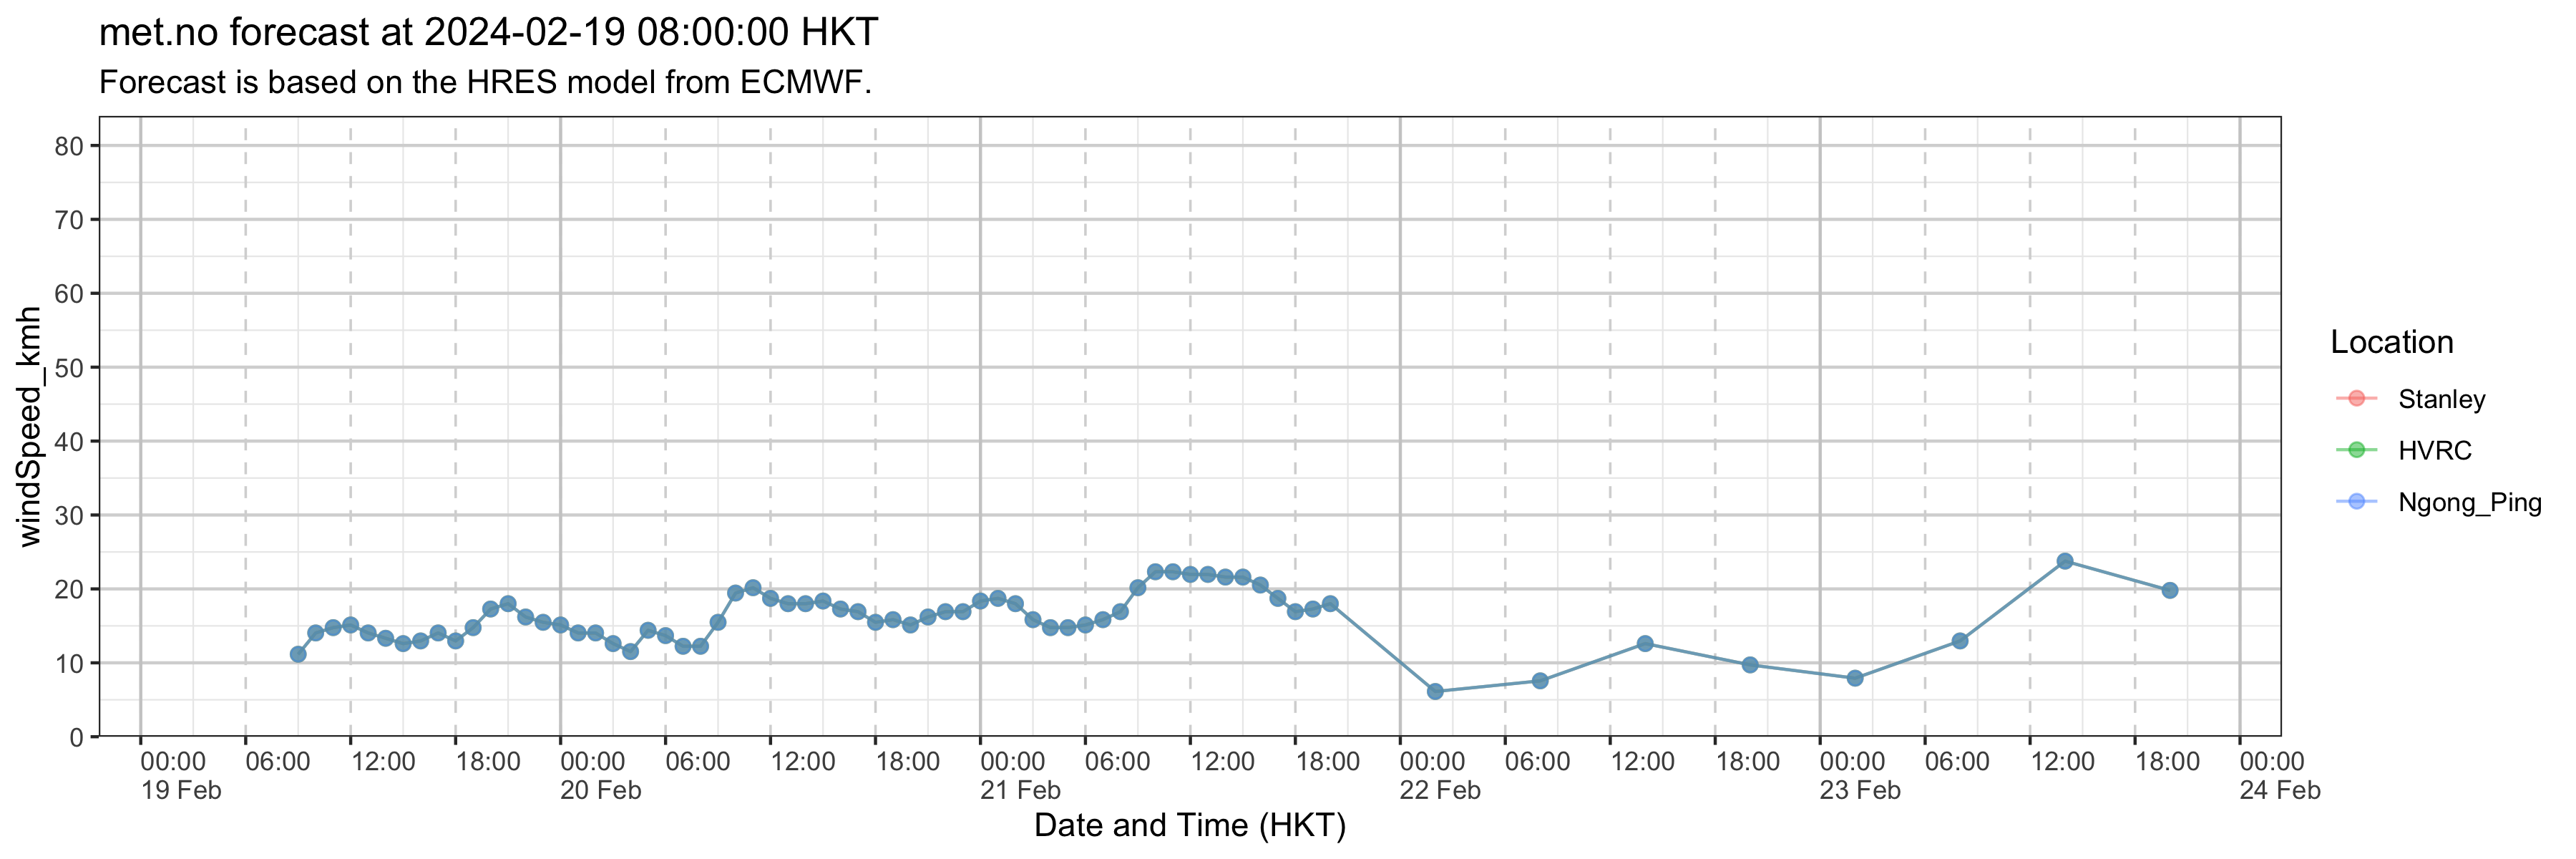 met.no forecast at 2024-02-19 08:00:00 HKT
Forecast is based on the HRES model from ECMWF.
windSpeed_kmh
80
70
60
50
40
30
20
10
0
00:00 06:00 12:00 18:00 00:00 06:00 12:00 18:00 00:00 06:00 12:00 18:00 00:00 06:00 12:00 18:00 00:00 06:00 12:00 18:00 00:00
19 Feb 20 Feb 21 Feb 22 Feb 23 Feb 24 Feb
Date and Time (HKT)
Location
Stanley
HVRC
Ngong_Ping